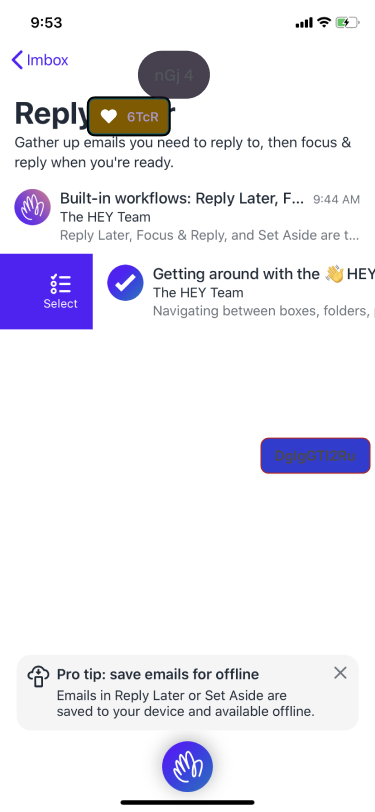 9:53
Imbox
nGj 4
Reply
6TcR
Gather up emails you need to reply to, then focus &
reply when you're ready.
Built-in workflows: Reply Later, F... 9:44 AM
The HEY Team
Reply Later, Focus & Reply, and Set Aside are t...
Select
Getting around with the 👋 HEY
The HEY Team
Navigating between boxes, folders,
Pro tip: save emails for offline
Emails in Reply Later or Set Aside are
saved to your device and available offline.